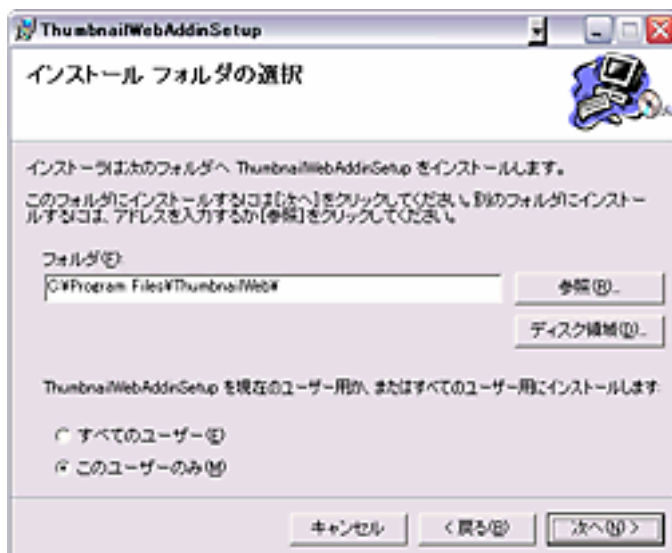 ThumbnailWebAddinSetup
インストール フォルダの選択
インストーラは次のフォルダへ ThumbnailWebAddinSetup をインストールします。
このフォルダにインストールするには[次へ]をクリックしてください。別のフォルダにインストー
ルするには、アドレスを入力するか[参照]をクリックしてください。
フォルダ(F):
C:¥Program Files¥ThumbnailWeb¥
参照(R)...
ディスク領域(D)...
ThumbnailWebAddinSetup を現在のユーザー用か、またはすべてのユーザー用にインストールします:
すべてのユーザー(E)
このユーザーのみ(M)
キャンセル
< 戻る(B)
次へ(N) >